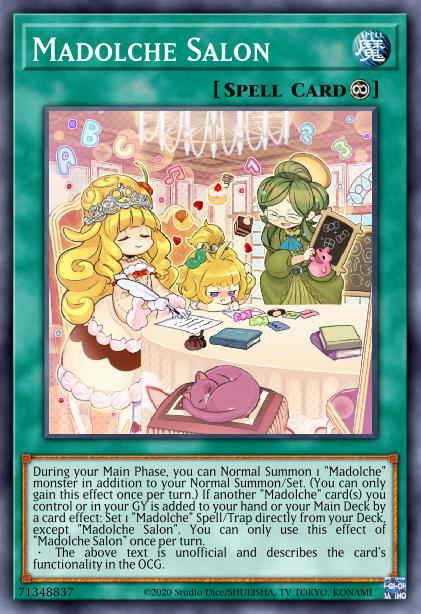 MADOLCHE SALON
SPELL
魔
[SPELL CARD∞]
A B C 1 2 3
During your Main Phase, you can Normal Summon 1 "Madolche"
monster in addition to your Normal Summon/Set. (You can only
gain this effect once per turn.) If another "Madolche" card(s) you
control or in your GY is added to your hand or your Main Deck by
a card effect: Set 1 "Madolche" Spell/Trap directly from your Deck,
except "Madolche Salon". You can only use this effect of
"Madolche Salon" once per turn.
· The above text is unofficial and describes the card's
functionality in the OCG.
71348837
©2020 Studio Dice/SHUEISHA, TV TOKYO, KONAMI